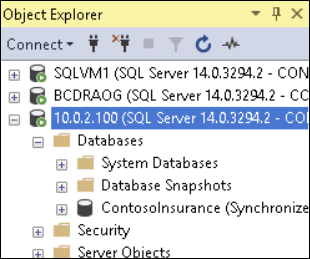 Object Explorer
Connect
SQLVM1 (SQL Server 14.0.3294.2 - CON
BCDRAOG (SQL Server 14.0.3294.2 - CO
10.0.2.100 (SQL Server 14.0.3294.2 - CO
Databases
System Databases
Database Snapshots
ContosoInsurance (Synchronize
Security
Server Objects